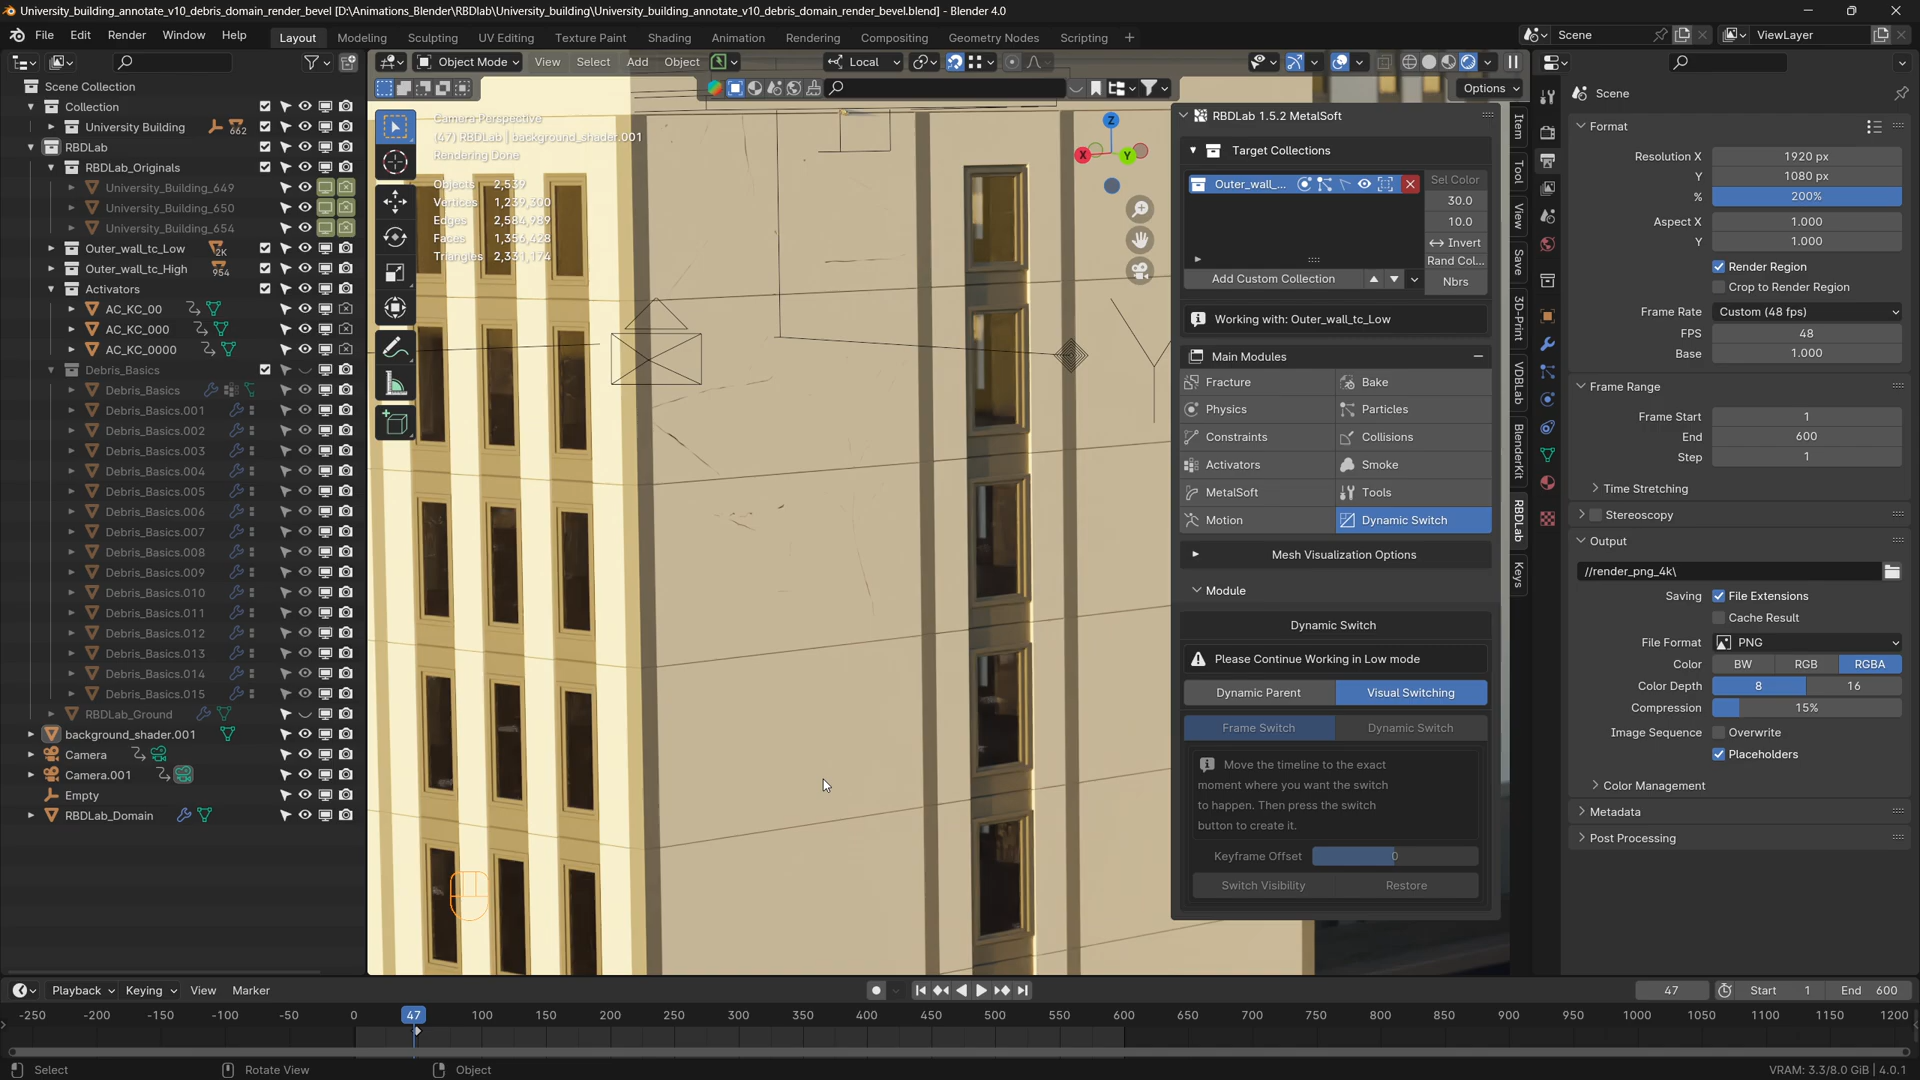 University_building_annotate_v10_debris_domain_render_bevel [D:\Animations_Blender\RBDlab\University_building\University_building_annotate_v10_debris_domain_render_bevel.blend] - Blender 4.0
File Edit Render Window Help
Layout Modeling Sculpting UV Editing Texture Paint Shading Animation Rendering Compositing Geometry Nodes Scripting +
Scene
ViewLayer
Object Mode View Select Add Object Local
Options
Scene Collection
Collection
University Building 662
RBDLab
RBDLab_Originals
University_Building_649
University_Building_650
University_Building_654
Outer_wall_tc_Low 2K
Outer_wall_tc_High 954
Activators
AC_KC_00
AC_KC_000
AC_KC_0000
Debris_Basics
Debris_Basics
Debris_Basics.001
Debris_Basics.002
Debris_Basics.003
Debris_Basics.004
Debris_Basics.005
Debris_Basics.006
Debris_Basics.007
Debris_Basics.008
Debris_Basics.009
Debris_Basics.010
Debris_Basics.011
Debris_Basics.012
Debris_Basics.013
Debris_Basics.014
Debris_Basics.015
RBDLab_Ground
background_shader.001
Camera
Camera.001
Empty
RBDLab_Domain
Camera Perspective
(47) RBDLab | background_shader.001
Rendering Done
Objects 2,539
Vertices 1,239,300
Edges 2,584,989
Faces 1,356,428
Triangles 2,331,174
Z
X
Y
RBDLab 1.5.2 MetalSoft
Target Collections
Outer_wall_...
Sel Color
30.0
10.0
Invert
Rand Col...
Add Custom Collection
Nbrs
Working with: Outer_wall_tc_Low
Main Modules
Fracture Bake
Physics Particles
Constraints Collisions
Activators Smoke
MetalSoft Tools
Motion Dynamic Switch
Mesh Visualization Options
Module
Dynamic Switch
Please Continue Working in Low mode
Dynamic Parent Visual Switching
Frame Switch Dynamic Switch
Move the timeline to the exact
moment where you want the switch
to happen. Then press the switch
button to create it.
Keyframe Offset 0
Switch Visibility Restore
Item
Tool
View
Save
3D-Print
VDBLab
BlenderKit
RBDLab
Keys
Scene
Format
Resolution X 1920 px
Y 1080 px
% 200%
Aspect X 1.000
Y 1.000
Render Region
Crop to Render Region
Frame Rate Custom (48 fps)
FPS 48
Base 1.000
Frame Range
Frame Start 1
End 600
Step 1
Time Stretching
Stereoscopy
Output
//render_png_4k\
Saving File Extensions
Cache Result
File Format PNG
Color BW RGB RGBA
Color Depth 8 16
Compression 15%
Image Sequence Overwrite
Placeholders
Color Management
Metadata
Post Processing
Playback Keying View Marker
47 Start 1 End 600
-250 -200 -150 -100 -50 0 47 100 150 200 250 300 350 400 450 500 550 600 650 700 750 800 850 900 950 1000 1050 1100 1150 1200
Select Rotate View Object
VRAM: 3.3/8.0 GiB | 4.0.1